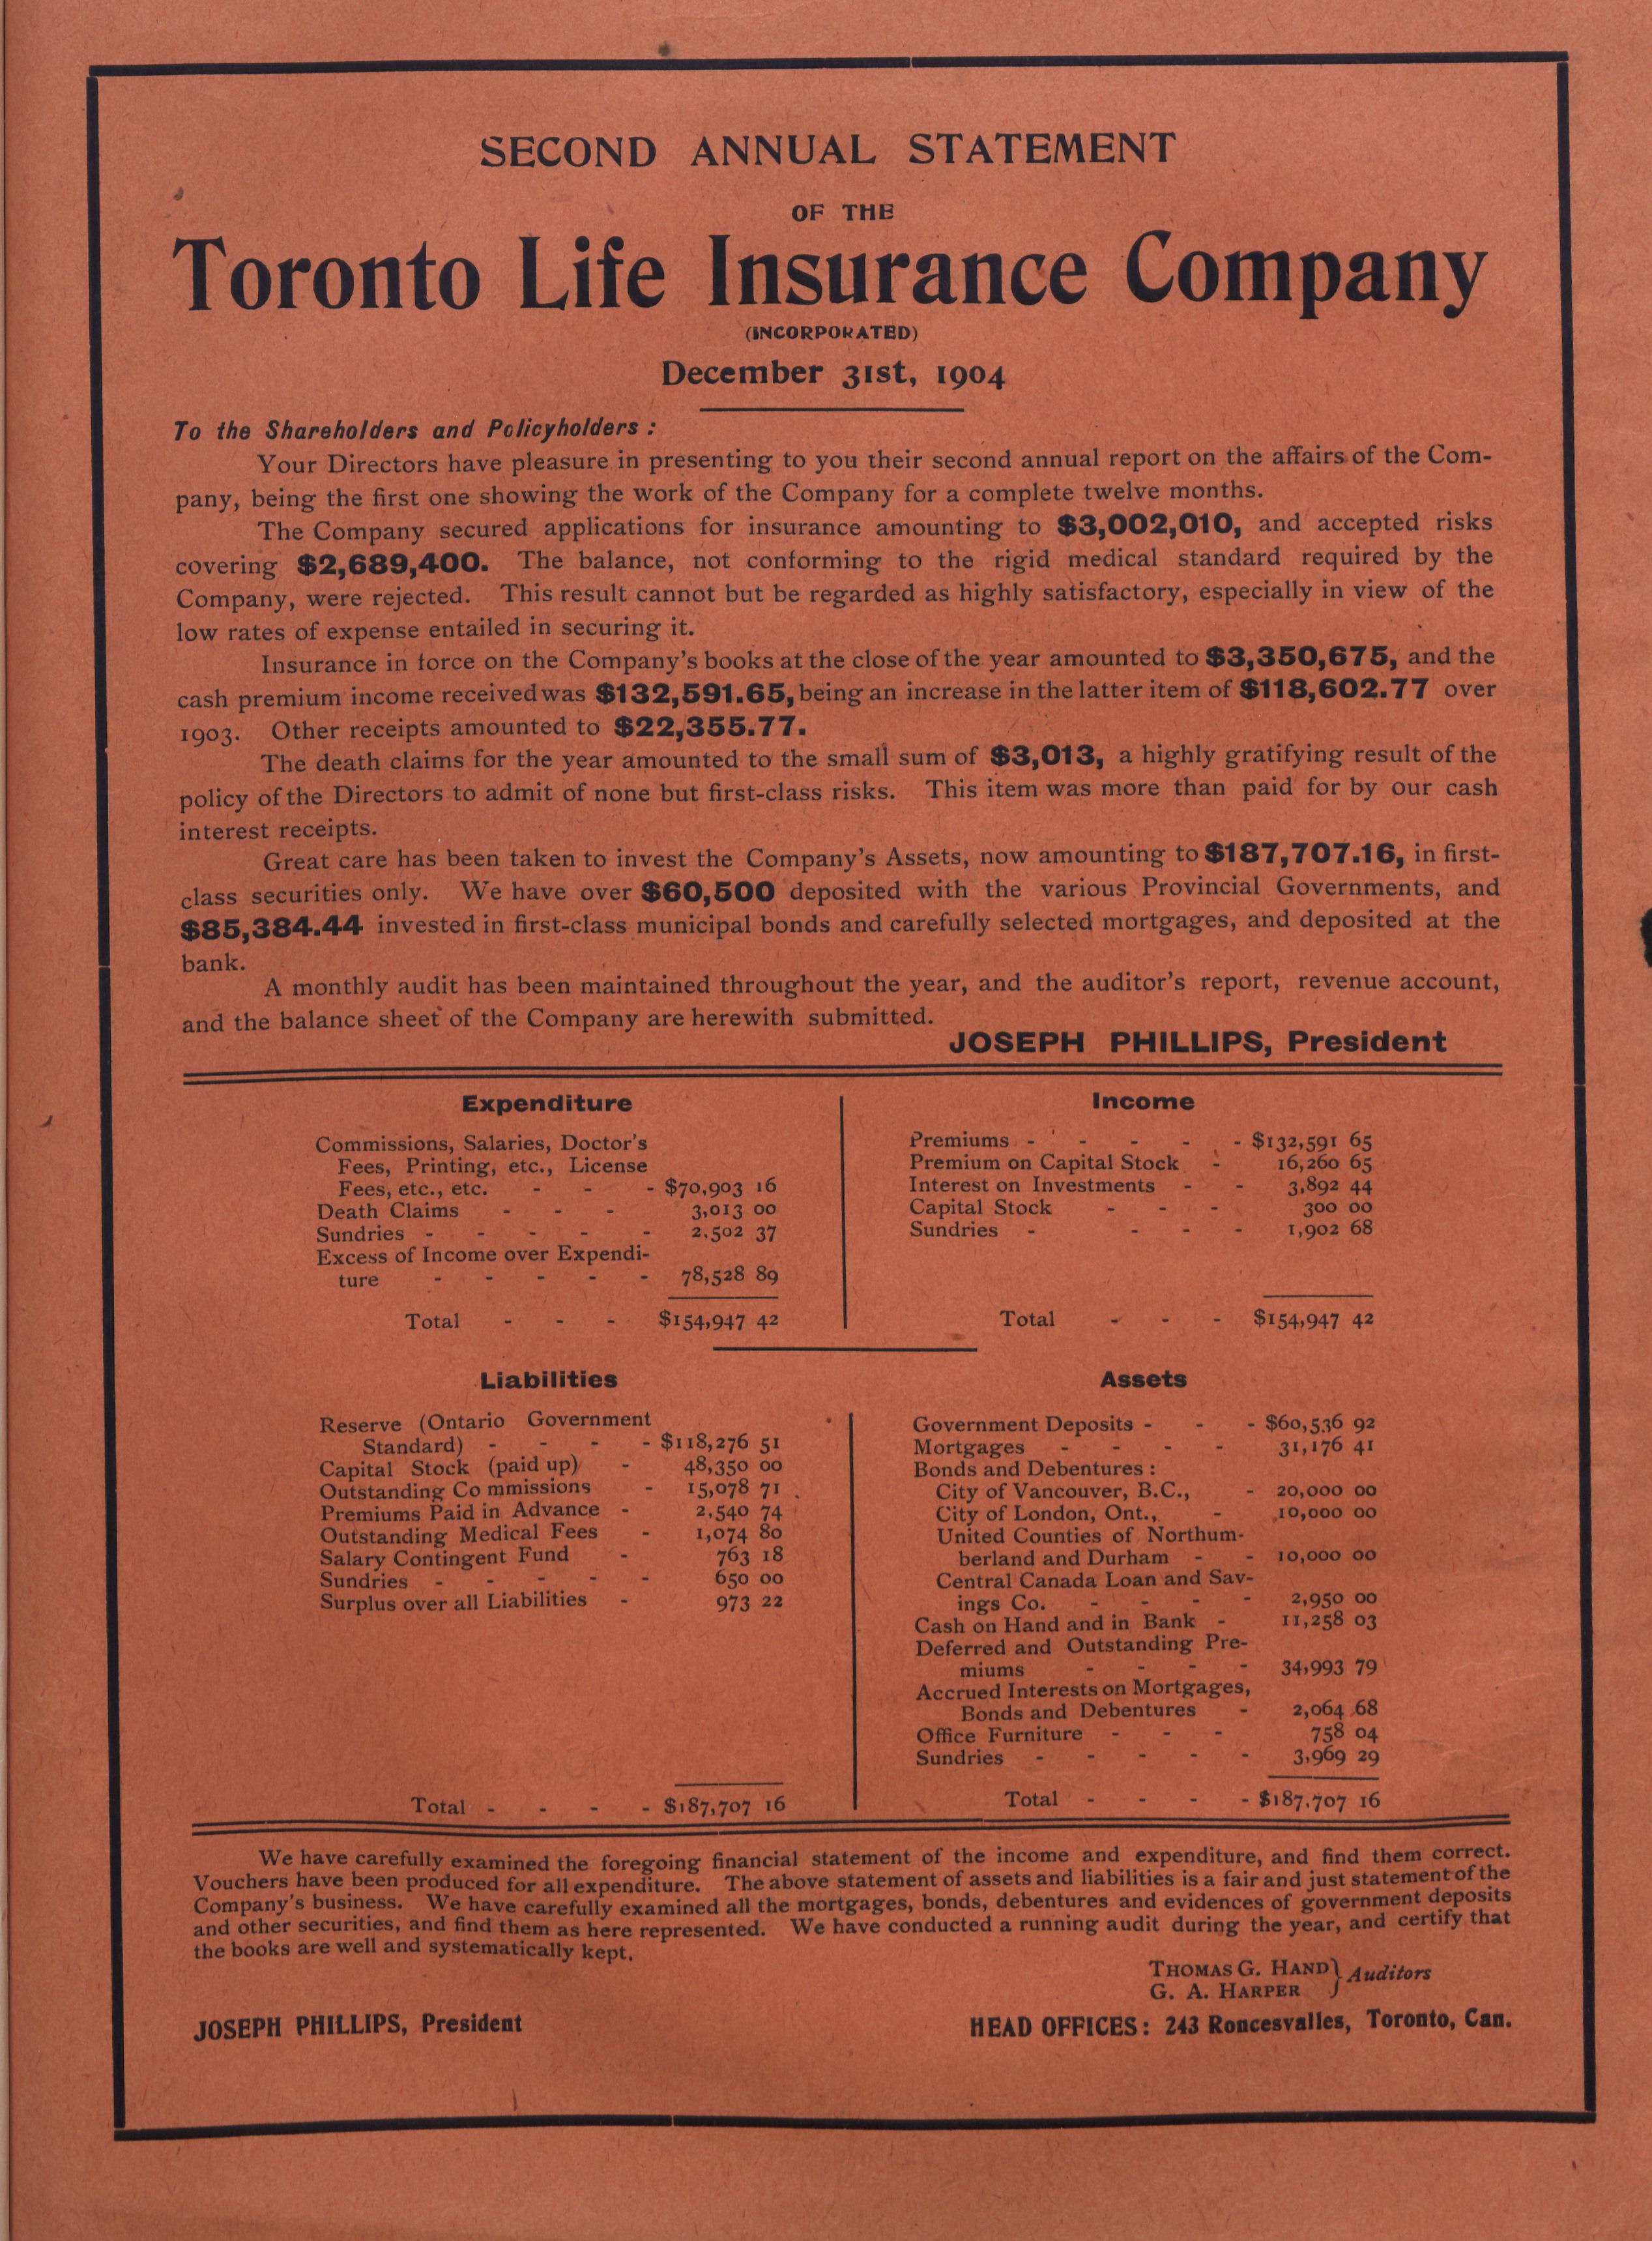 SECOND ANNUAL STATEMENT
OF THE
Toronto Life Insurance Company
(INCORPORATED)
December 31st, 1904
To the Shareholders and Policyholders :
Your Directors have pleasure in presenting to you their second annual report on the affairs of the Com-
pany, being the first one showing the work of the Company for a complete twelve months.
The Company secured applications for insurance amounting to $3,002,010, and accepted risks
covering $2,689,400. The balance, not conforming to the rigid medical standard required by the
Company, were rejected. This result cannot but be regarded as highly satisfactory, especially in view of the
low rates of expense entailed in securing it.
Insurance in force on the Company's books at the close of the year amounted to $3,350,675, and the
cash premium income received was $132,591.65, being an increase in the latter item of $118,602.77 over
1903. Other receipts amounted to $22,355.77.
The death claims for the year amounted to the small sum of $3,013, a highly gratifying result of the
policy of the Directors to admit of none but first-class risks. This item was more than paid for by our cash
interest receipts.
Great care has been taken to invest the Company's Assets, now amounting to $187,707.16, in first-
class securities only. We have over $60,500 deposited with the various Provincial Governments, and
$85,384.44 invested in first-class municipal bonds and carefully selected mortgages, and deposited at the
bank.
A monthly audit has been maintained throughout the year, and the auditor's report, revenue account,
and the balance sheet of the Company are herewith submitted.
JOSEPH PHILLIPS, President
Expenditure
Commissions, Salaries, Doctor's
Fees, Printing, etc., License
Fees, etc., etc. - - - $70,903 16
Death Claims - - - 3,013 00
Sundries - - - - - 2,502 37
Excess of Income over Expendi-
ture - - - - - 78,528 89
Total - - - $154,947 42
Income
Premiums - - - - - $132,591 65
Premium on Capital Stock - 16,260 65
Interest on Investments - - 3,892 44
Capital Stock - - - 300 00
Sundries - - - - 1,902 68
Total - - - $154,947 42
Liabilities
Reserve (Ontario Government
Standard) - - - - $118,276 51
Capital Stock (paid up) - 48,350 00
Outstanding Co mmissions - 15,078 71
Premiums Paid in Advance - 2,540 74
Outstanding Medical Fees - 1,074 80
Salary Contingent Fund - 763 18
Sundries - - - - - 650 00
Surplus over all Liabilities - 973 22
Total - - - - $187,707 16
Assets
Government Deposits - - - $60,536 92
Mortgages - - - - 31,176 41
Bonds and Debentures :
City of Vancouver, B.C., - 20,000 00
City of London, Ont., - 10,000 00
United Counties of Northum-
berland and Durham - - 10,000 00
Central Canada Loan and Sav-
ings Co. - - - - 2,950 00
Cash on Hand and in Bank - 11,258 03
Deferred and Outstanding Pre-
miums - - - - 34,993 79
Accrued Interests on Mortgages,
Bonds and Debentures - 2,064 68
Office Furniture - - - 758 04
Sundries - - - - - 3,969 29
Total - - - - $187,707 16
We have carefully examined the foregoing financial statement of the income and expenditure, and find them correct.
Vouchers have been produced for all expenditure. The above statement of assets and liabilities is a fair and just statement of the
Company's business. We have carefully examined all the mortgages, bonds, debentures and evidences of government deposits
and other securities, and find them as here represented. We have conducted a running audit during the year, and certify that
the books are well and systematically kept.
THOMAS G. HAND } Auditors
G. A. HARPER
JOSEPH PHILLIPS, President
HEAD OFFICES: 243 Roncesvalles, Toronto, Can.